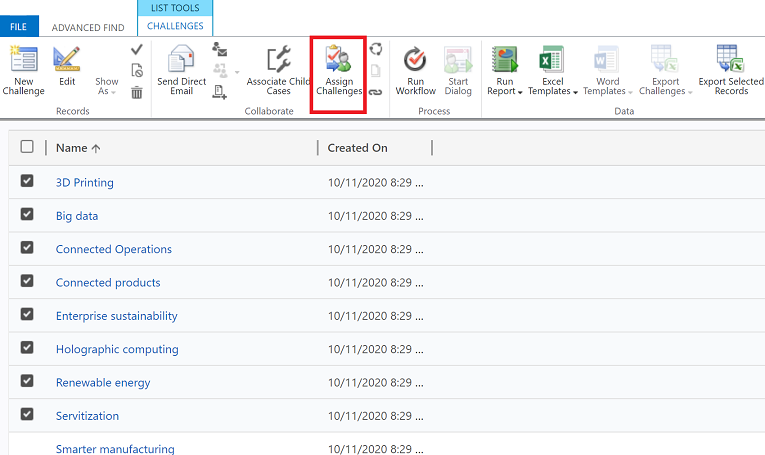 LIST TOOLS
FILE ADVANCED FIND CHALLENGES
New Challenge Edit Show As Send Direct Email Associate Child Cases Assign Challenges Run Workflow Start Dialog Run Report Excel Templates Word Templates Export Challenges Export Selected Records
Records Collaborate Process Data
Name Created On
3D Printing 10/11/2020 8:29 ...
Big data 10/11/2020 8:29 ...
Connected Operations 10/11/2020 8:29 ...
Connected products 10/11/2020 8:29 ...
Enterprise sustainability 10/11/2020 8:29 ...
Holographic computing 10/11/2020 8:29 ...
Renewable energy 10/11/2020 8:29 ...
Servitization 10/11/2020 8:29 ...
Smarter manufacturing 10/11/2020 8:29 ...